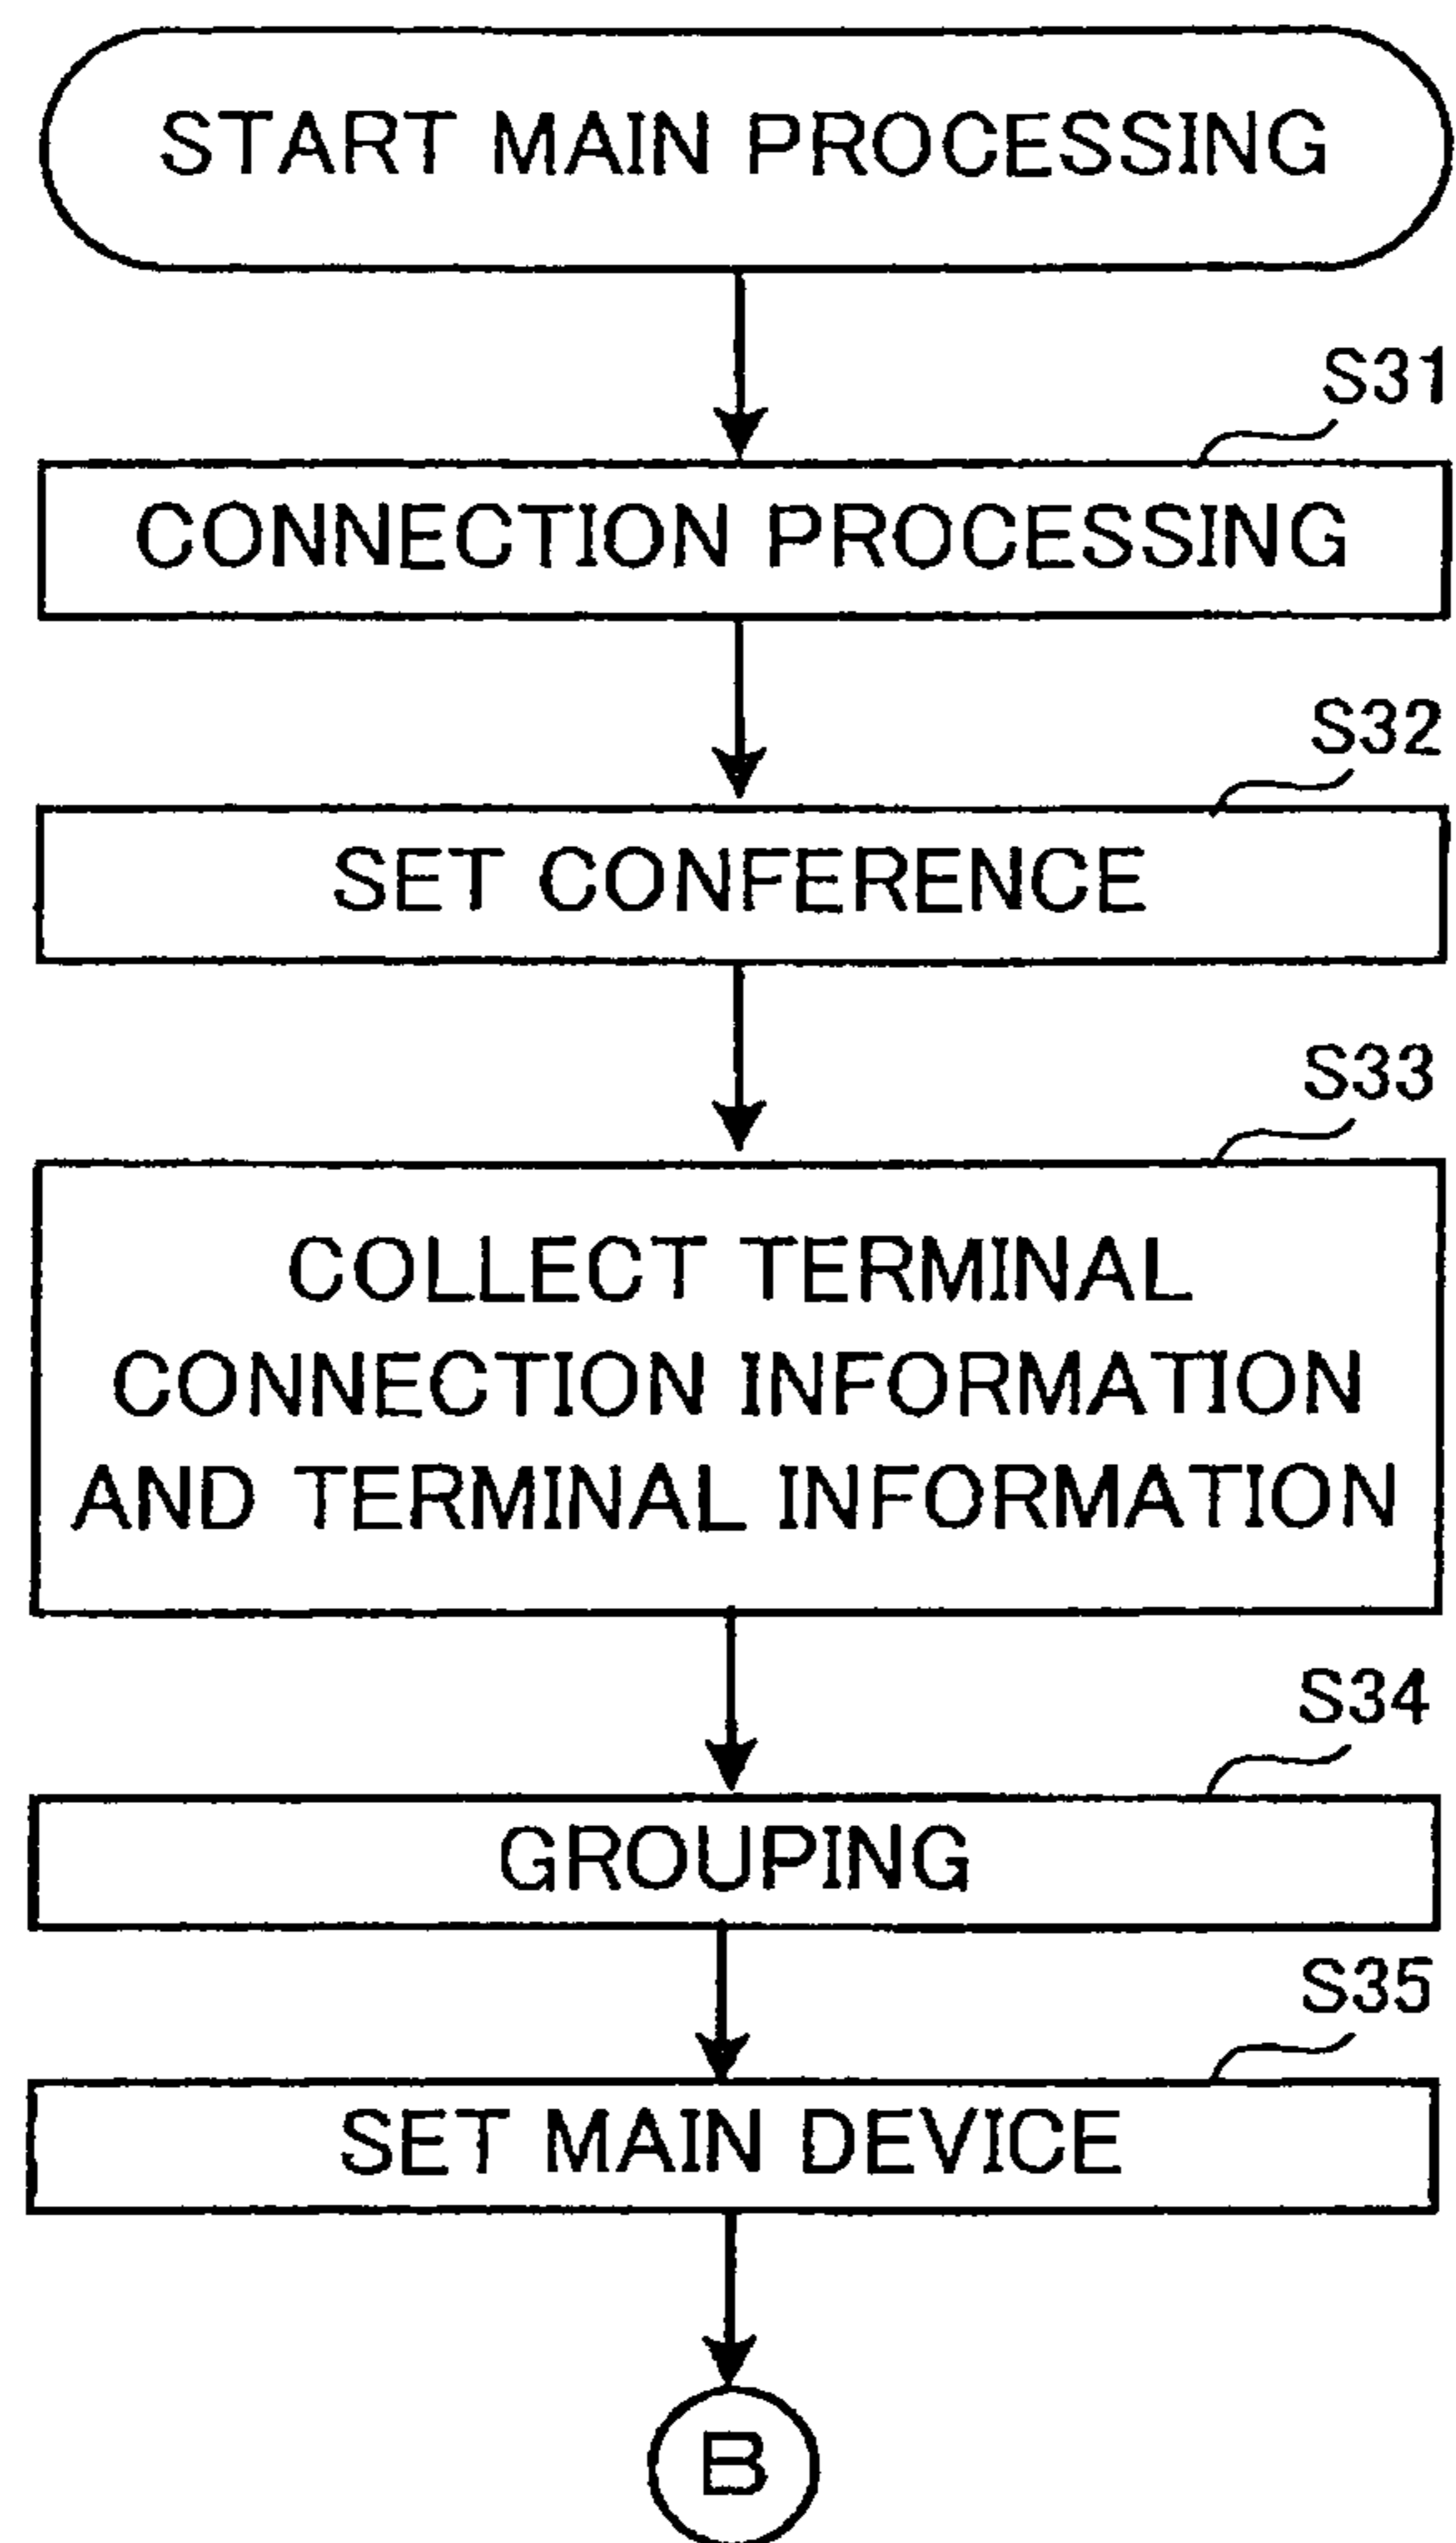 START MAIN PROCESSING
S31
CONNECTION PROCESSING
S32
SET CONFERENCE
S33
COLLECT TERMINAL
CONNECTION INFORMATION
AND TERMINAL INFORMATION
S34
GROUPING
S35
SET MAIN DEVICE
B